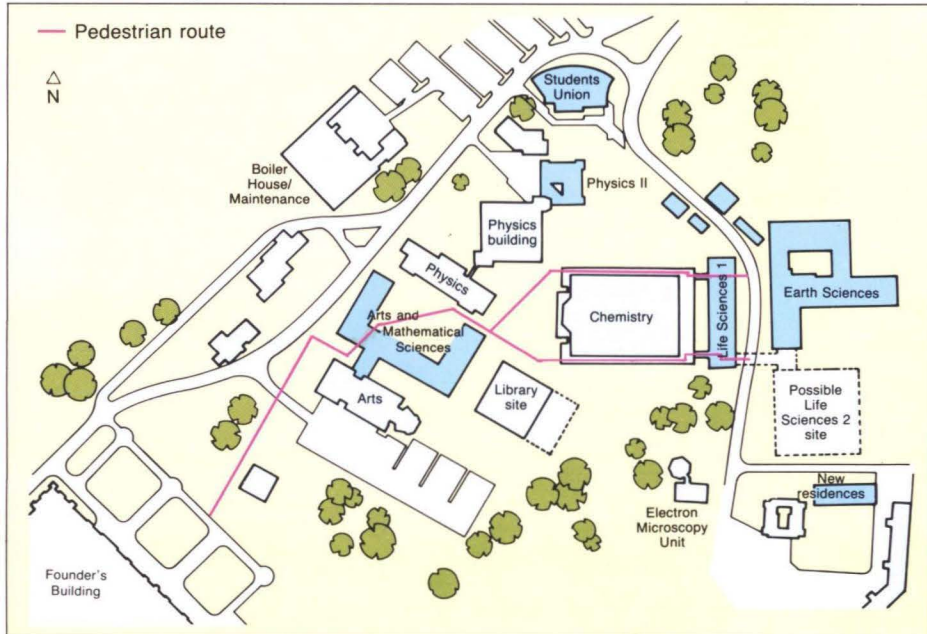 Pedestrian route
N
Students
Union
Boiler
House/
Maintenance
Physics II
Physics
building
Physics
Earth Sciences
Life Sciences 1
Chemistry
Arts and
Mathematical
Sciences
Library
site
Arts
Possible
Life
Sciences 2
site
New
residences
Electron
Microscopy
Unit
Founder's
Building